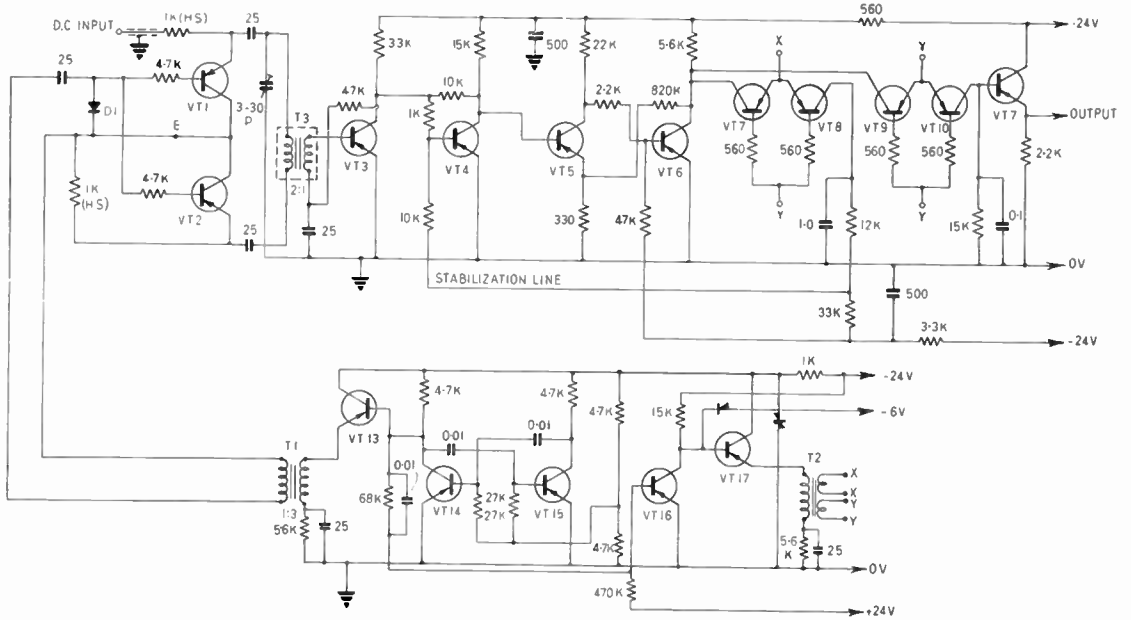 D.C INPUT
1K(HS)
25
25
4·7K
VT1
D1
3-30
P
E
4·7K
VT2
1K
(HS)
25
T3
2:1
25
33K
47K
VT3
1K
10K
15K
10K
VT4
500
22K
2·2K
VT5
330
5·6K
820K
VT6
47K
560
-24V
X
VT7
VT8
560
560
Y
1·0
12K
Y
VT9
VT10
560
560
Y
VT7
OUTPUT
2·2K
15K
0·1
0V
STABILIZATION LINE
500
33K
3·3K
-24V
T1
1:3
5·6K
25
VT13
4·7K
0·01
0·01
68K
0·01
VT14
27K
27K
4·7K
VT15
4·7K
4·7K
15K
VT16
470K
1K
-24V
-6V
VT17
T2
X
X
Y
Y
5·6
K
25
0V
+24V